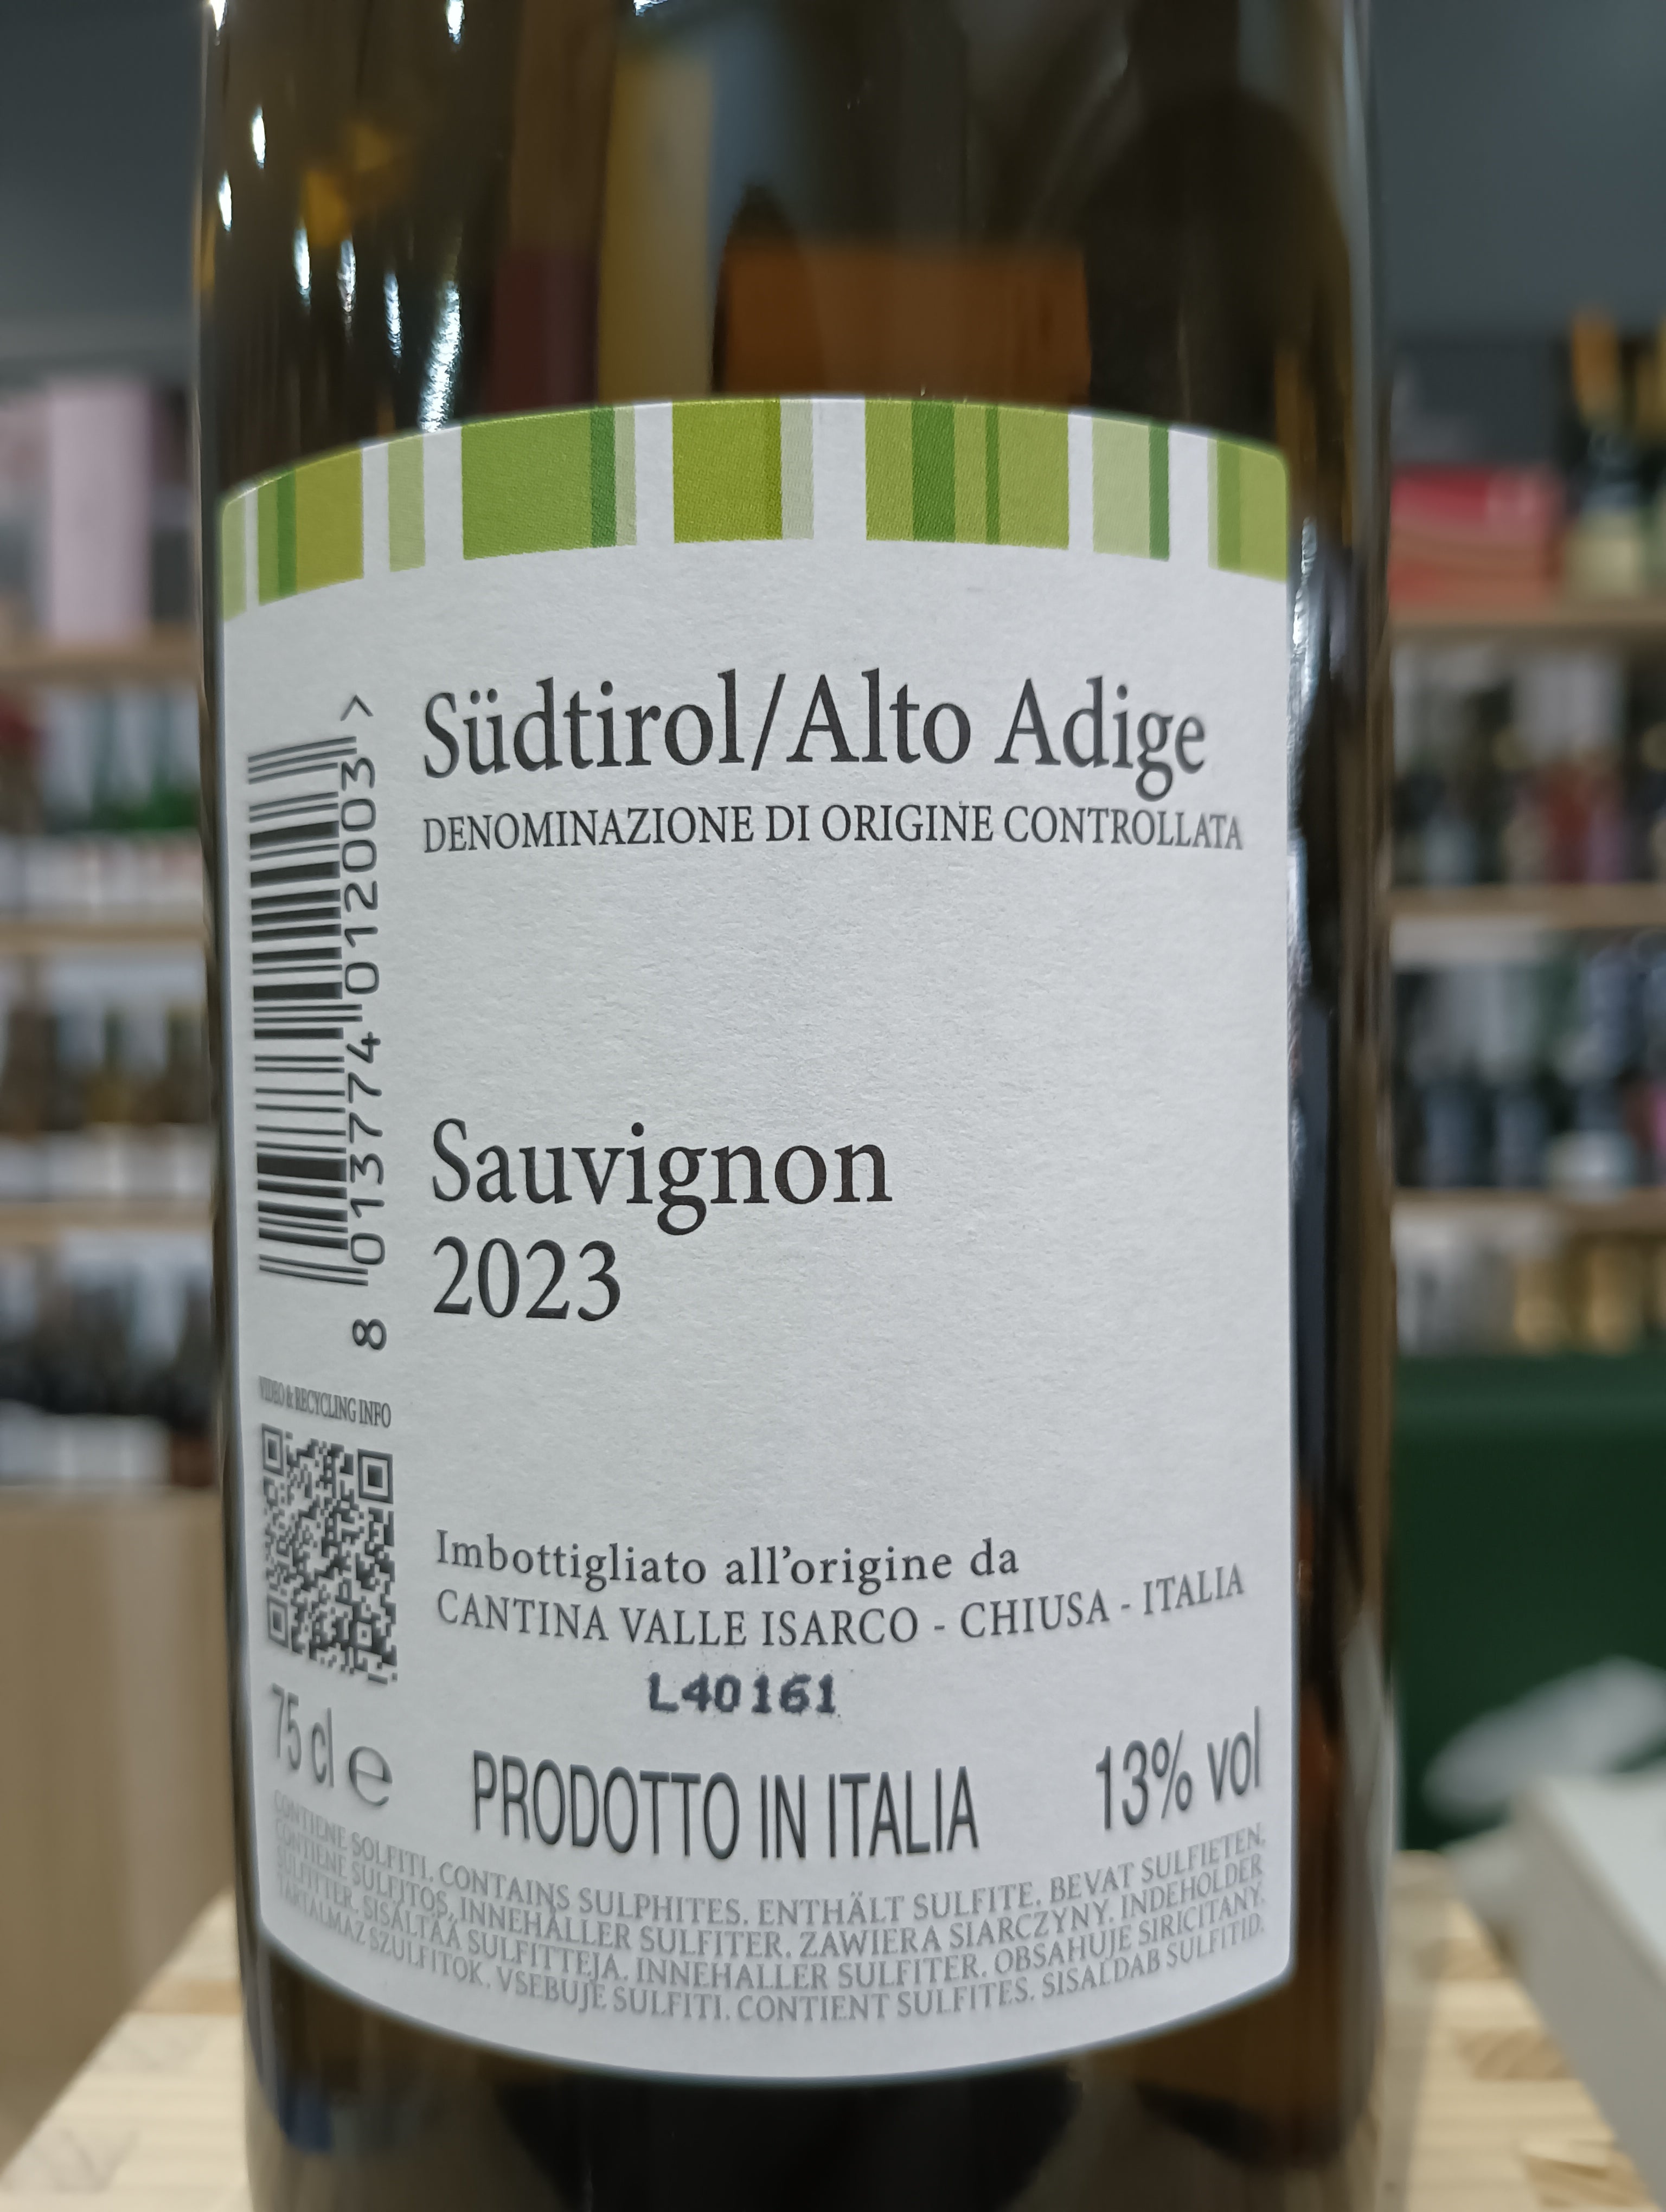 Südtirol/Alto Adige
DENOMINAZIONE DI ORIGINE CONTROLLATA
8 013774 012003 >
Sauvignon
2023
VIDEO & RECYCLING INFO
Imbottigliato all’origine da
CANTINA VALLE ISARCO - CHIUSA - ITALIA
L40161
75 cl e
PRODOTTO IN ITALIA
13% vol
CONTIENE SOLFITI. CONTAINS SULPHITES. ENTHÄLT SULFITE. BEVAT SULFIETEN.
CONTIENE SULFITOS, INNEHÅLLER SULFITER. ZAWIERA SIARCZYNY. INDEHOLDER
SULFITTER. SISÄLTÄÄ SULFITTEJA. INNEHALLER SULFITER. OBSAHUJE SIRICITANY.
TARTALMAZ SZULFITOK. VSEBUJE SULFITI. CONTIENT SULFITES. SISALDAB SULFITID.